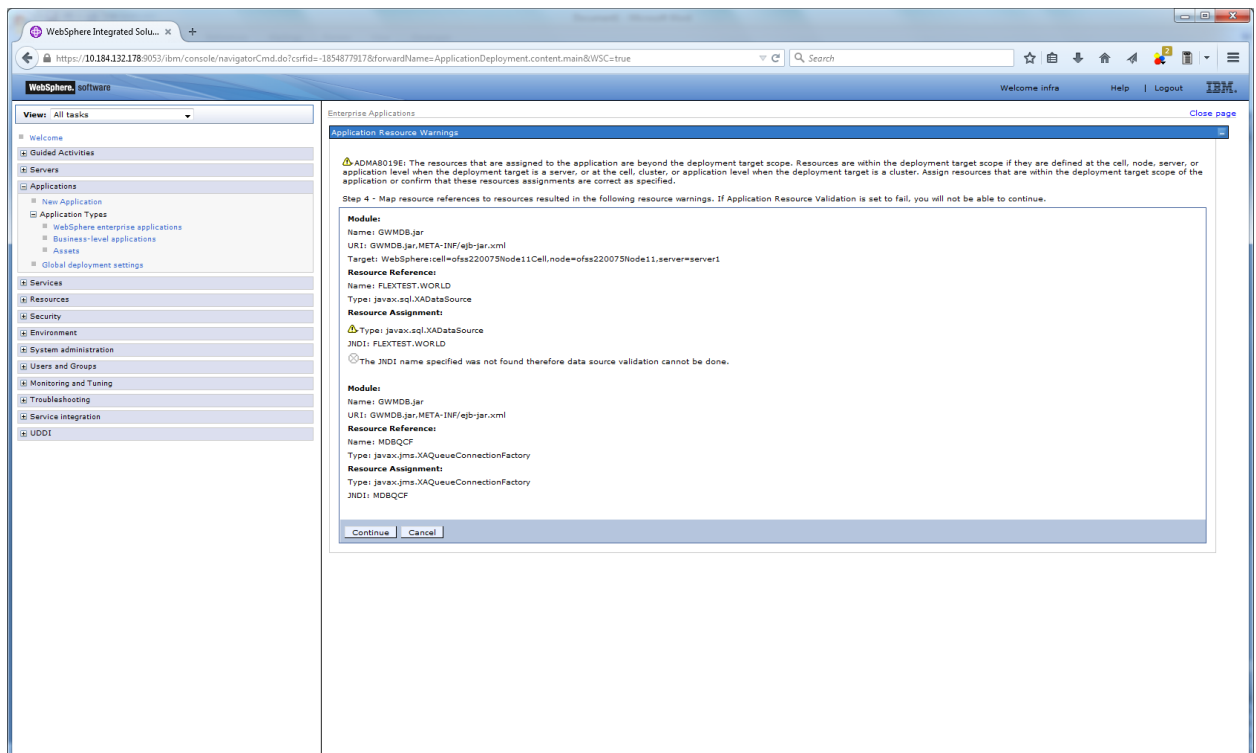 WebSphere Integrated Solu... × +
https://10.184.132.178:9053/ibm/console/navigatorCmd.do?csrfid=-1854877917&forwardName=ApplicationDeployment.content.main&WSC=true
Search
2
WebSphere. software
Welcome infra Help | Logout IBM.
View: All tasks
Welcome
Guided Activities
Servers
Applications
New Application
Application Types
WebSphere enterprise applications
Business-level applications
Assets
Global deployment settings
Services
Resources
Security
Environment
System administration
Users and Groups
Monitoring and Tuning
Troubleshooting
Service integration
UDDI
Enterprise Applications Close page
Application Resource Warnings
ADMA8019E: The resources that are assigned to the application are beyond the deployment target scope. Resources are within the deployment target scope if they are defined at the cell, node, server, or
application level when the deployment target is a server, or at the cell, cluster, or application level when the deployment target is a cluster. Assign resources that are within the deployment target scope of the
application or confirm that these resources assignments are correct as specified.
Step 4 - Map resource references to resources resulted in the following resource warnings. If Application Resource Validation is set to fail, you will not be able to continue.
Module:
Name: GWMDB.jar
URI: GWMDB.jar,META-INF/ejb-jar.xml
Target: WebSphere:cell=ofss220075Node11Cell,node=ofss220075Node11,server=server1
Resource Reference:
Name: FLEXTEST.WORLD
Type: javax.sql.XADataSource
Resource Assignment:
Type: javax.sql.XADataSource
JNDI: FLEXTEST.WORLD
The JNDI name specified was not found therefore data source validation cannot be done.
Module:
Name: GWMDB.jar
URI: GWMDB.jar,META-INF/ejb-jar.xml
Resource Reference:
Name: MDBQCF
Type: javax.jms.XAQueueConnectionFactory
Resource Assignment:
Type: javax.jms.XAQueueConnectionFactory
JNDI: MDBQCF
Continue Cancel